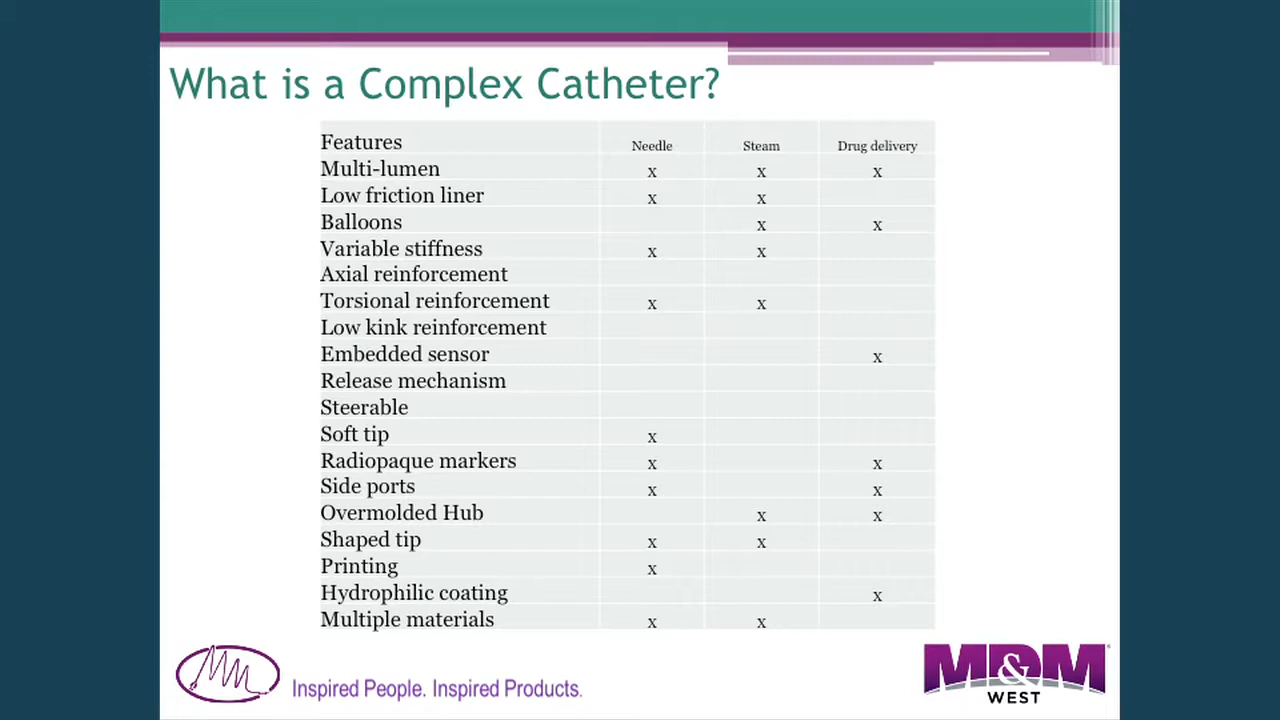 What is a Complex Catheter?
Features Needle Steam Drug delivery
Multi-lumen x x x
Low friction liner x x
Balloons x x
Variable stiffness x x
Axial reinforcement
Torsional reinforcement x x
Low kink reinforcement
Embedded sensor x
Release mechanism
Steerable
Soft tip x
Radiopaque markers x x
Side ports x x
Overmolded Hub x x
Shaped tip x x
Printing x
Hydrophilic coating x
Multiple materials x x
MM
Inspired People. Inspired Products.
MD&M
WEST